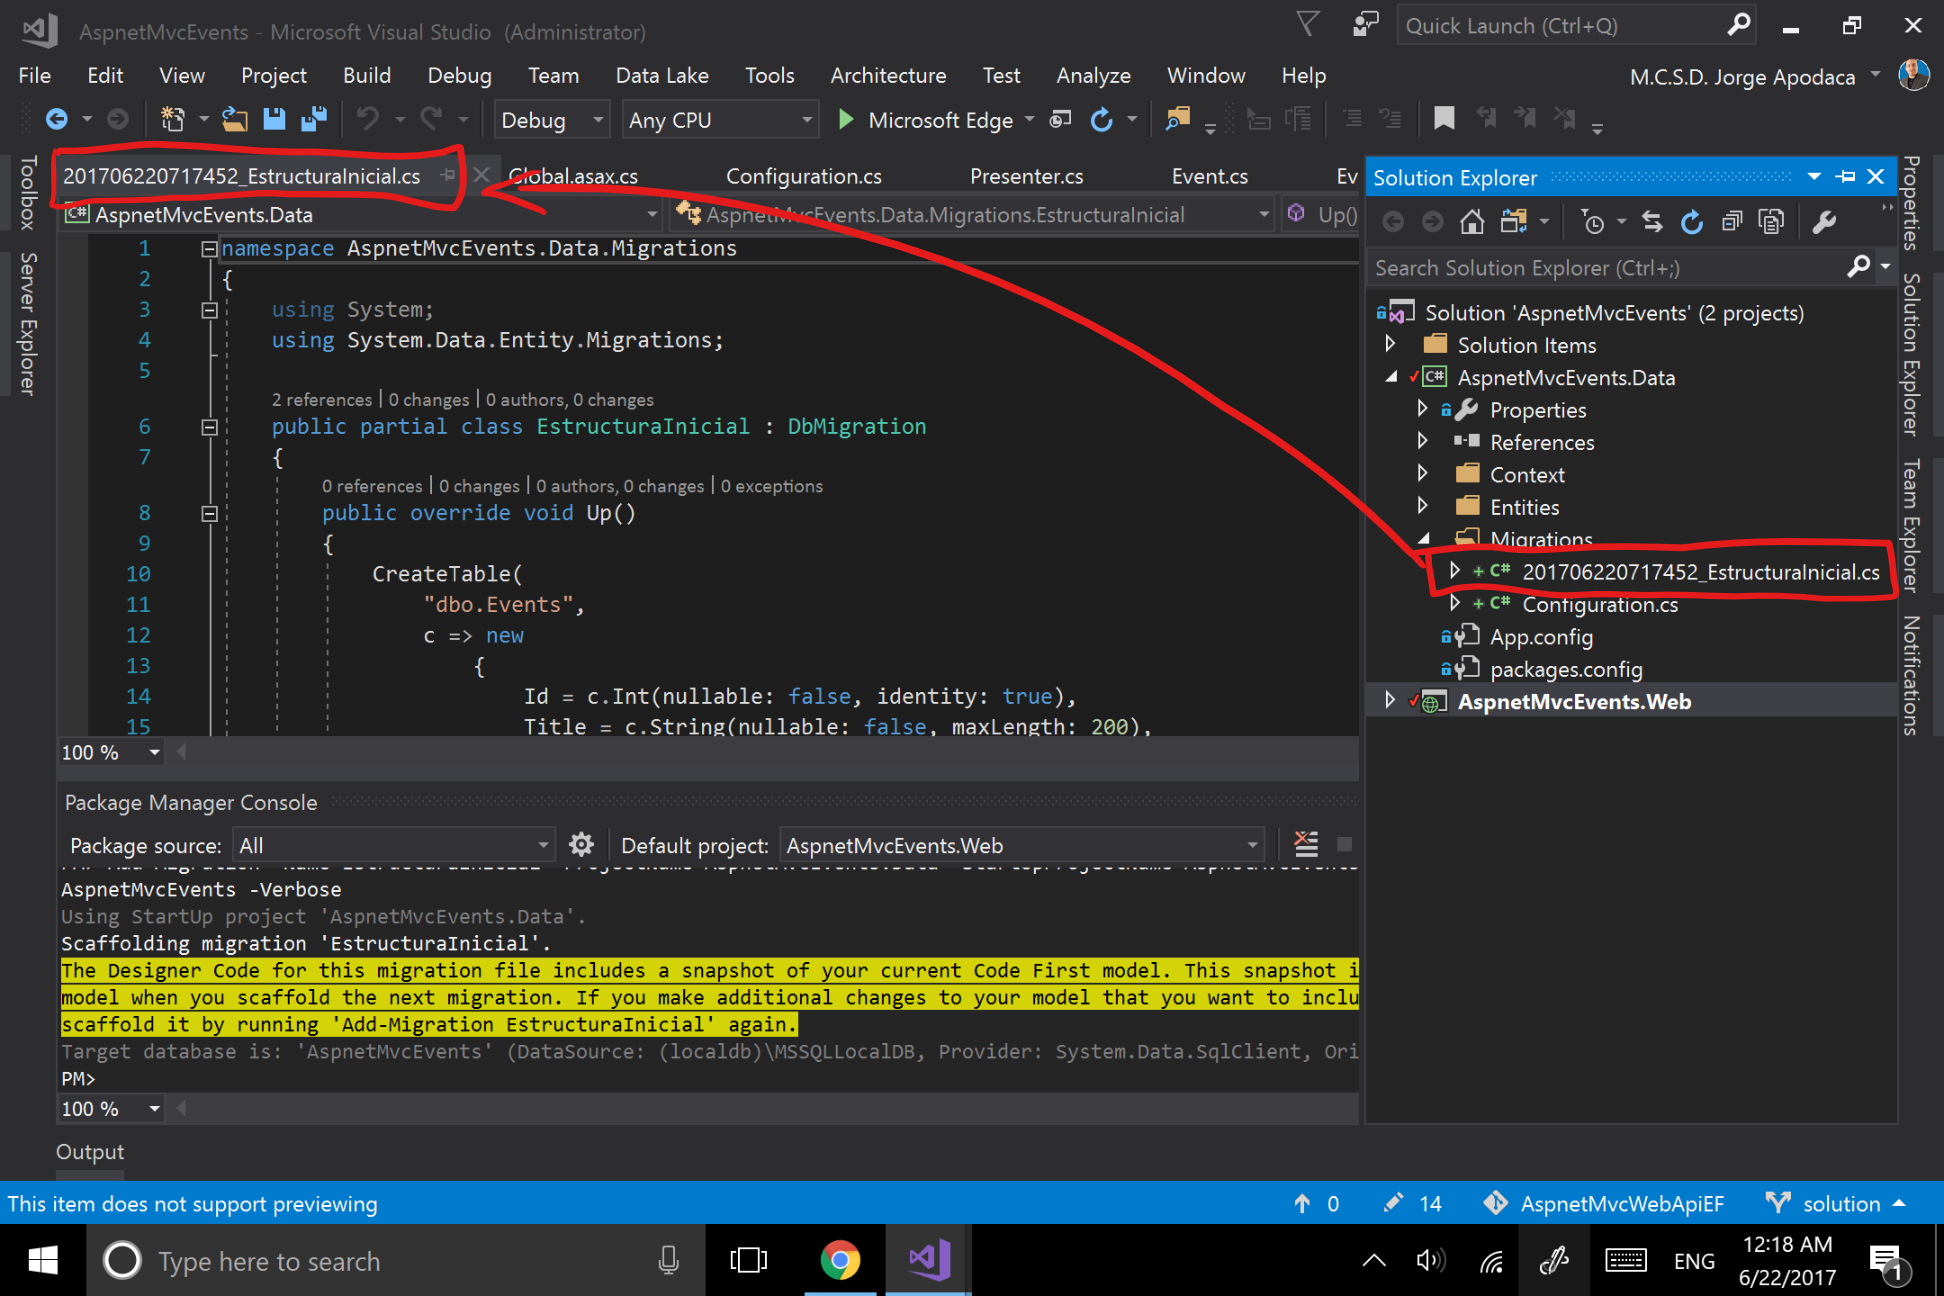 AspnetMvcEvents - Microsoft Visual Studio (Administrator)
Quick Launch (Ctrl+Q)
File Edit View Project Build Debug Team Data Lake Tools Architecture Test Analyze Window Help
M.C.S.D. Jorge Apodaca
Debug Any CPU Microsoft Edge
Toolbox
Server Explorer
201706220717452_EstructuraInicial.cs Global.asax.cs Configuration.cs Presenter.cs Event.cs Ev
C# AspnetMvcEvents.Data AspnetMvcEvents.Data.Migrations.EstructuraInicial Up()
1 namespace AspnetMvcEvents.Data.Migrations
2 {
3 using System;
4 using System.Data.Entity.Migrations;
5
2 references | 0 changes | 0 authors, 0 changes
6 public partial class EstructuraInicial : DbMigration
7 {
0 references | 0 changes | 0 authors, 0 changes | 0 exceptions
8 public override void Up()
9 {
10 CreateTable(
11 "dbo.Events",
12 c => new
13 {
14 Id = c.Int(nullable: false, identity: true),
15 Title = c.String(nullable: false, maxLength: 200),
100 %
Package Manager Console
Package source: All Default project: AspnetMvcEvents.Web
AspnetMvcEvents -Verbose
Using StartUp project 'AspnetMvcEvents.Data'.
Scaffolding migration 'EstructuraInicial'.
The Designer Code for this migration file includes a snapshot of your current Code First model. This snapshot i
model when you scaffold the next migration. If you make additional changes to your model that you want to inclu
scaffold it by running 'Add-Migration EstructuraInicial' again.
Target database is: 'AspnetMvcEvents' (DataSource: (localdb)\MSSQLLocalDB, Provider: System.Data.SqlClient, Ori
PM>
100 %
Output
Solution Explorer
Search Solution Explorer (Ctrl+;)
Solution 'AspnetMvcEvents' (2 projects)
Solution Items
C# AspnetMvcEvents.Data
Properties
References
Context
Entities
Migrations
+ C# 201706220717452_EstructuraInicial.cs
+ C# Configuration.cs
App.config
packages.config
AspnetMvcEvents.Web
Properties
Solution Explorer
Team Explorer
Notifications
This item does not support previewing
0 14 AspnetMvcWebApiEF solution
Type here to search
ENG
12:18 AM
6/22/2017
1